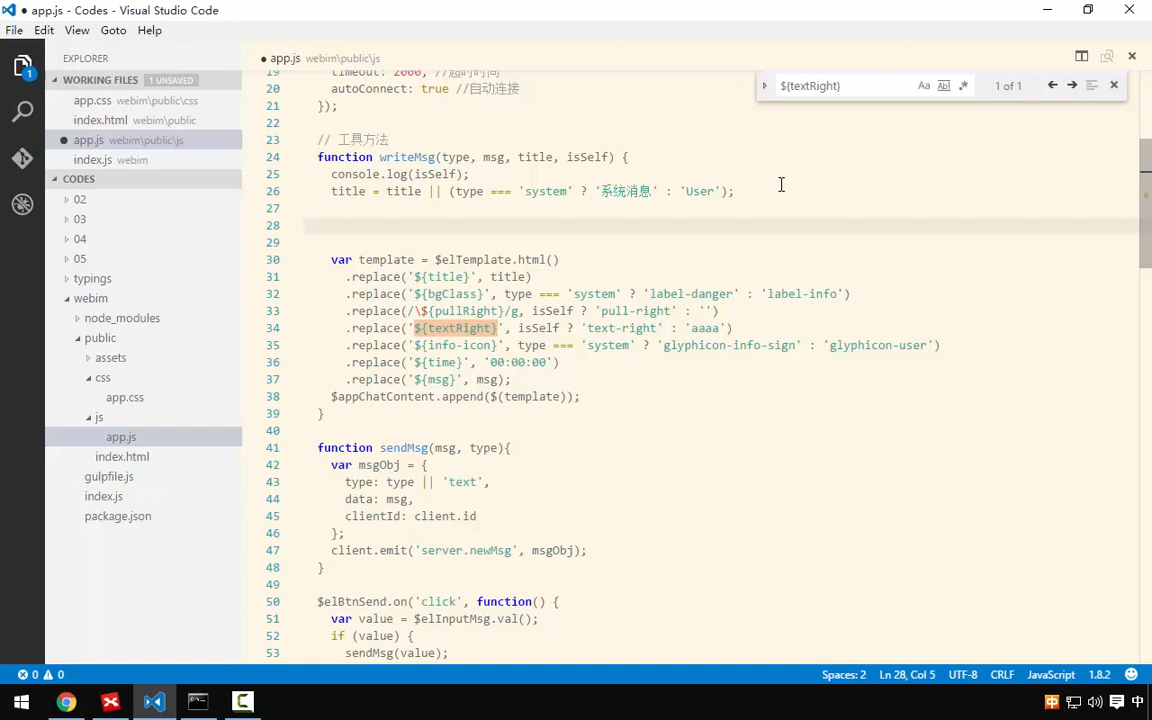 app.js - Codes - Visual Studio Code
File Edit View Goto Help
EXPLORER
WORKING FILES 1 UNSAVED
app.css webim\public\css
index.html webim\public
app.js webim\public\js
index.js webim
CODES
02
03
04
05
typings
webim
node_modules
public
assets
css
app.css
js
app.js
index.html
gulpfile.js
index.js
package.json
1
app.js webim\public\js
${textRight} Aa Abl .* 1 of 1
19 timeout: 2000, //超时时间
20 autoConnect: true //自动连接
21 });
22
23 // 工具方法
24 function writeMsg(type, msg, title, isSelf) {
25 console.log(isSelf);
26 title = title || (type === 'system' ? '系统消息' : 'User');
27
28
29
30 var template = $elTemplate.html()
31 .replace('${title}', title)
32 .replace('${bgClass}', type === 'system' ? 'label-danger' : 'label-info')
33 .replace(/\${pullRight}/g, isSelf ? 'pull-right' : '')
34 .replace('${textRight}', isSelf ? 'text-right' : 'aaaa')
35 .replace('${info-icon}', type === 'system' ? 'glyphicon-info-sign' : 'glyphicon-user')
36 .replace('${time}', '00:00:00')
37 .replace('${msg}', msg);
38 $appChatContent.append($(template));
39 }
40
41 function sendMsg(msg, type){
42 var msgObj = {
43 type: type || 'text',
44 data: msg,
45 clientId: client.id
46 };
47 client.emit('server.newMsg', msgObj);
48 }
49
50 $elBtnSend.on('click', function() {
51 var value = $elInputMsg.val();
52 if (value) {
53 sendMsg(value);
0 0 Spaces: 2 Ln 28, Col 5 UTF-8 CRLF JavaScript 1.8.2
中 中